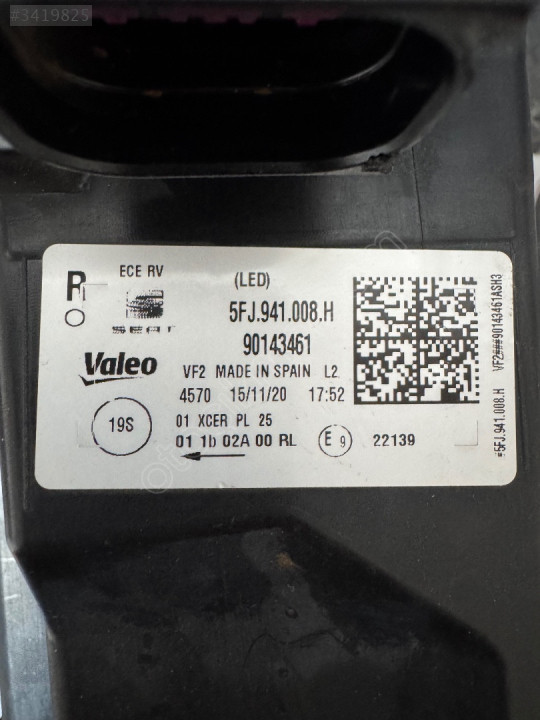 #3419825
R
ECE RV
(LED)
SEAT
5FJ.941.008.H
90143461
Valeo
VF2 MADE IN SPAIN L2
4570 15/11/20 17:52
19S
01 XCER PL 25
01 1b 02A 00 RL
E 9
22139
*5FJ.941.008.H VF2###90143461ASH3